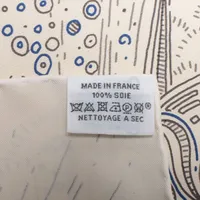 MADE IN FRANCE
100% SOIE
NETTOYAGE A SEC